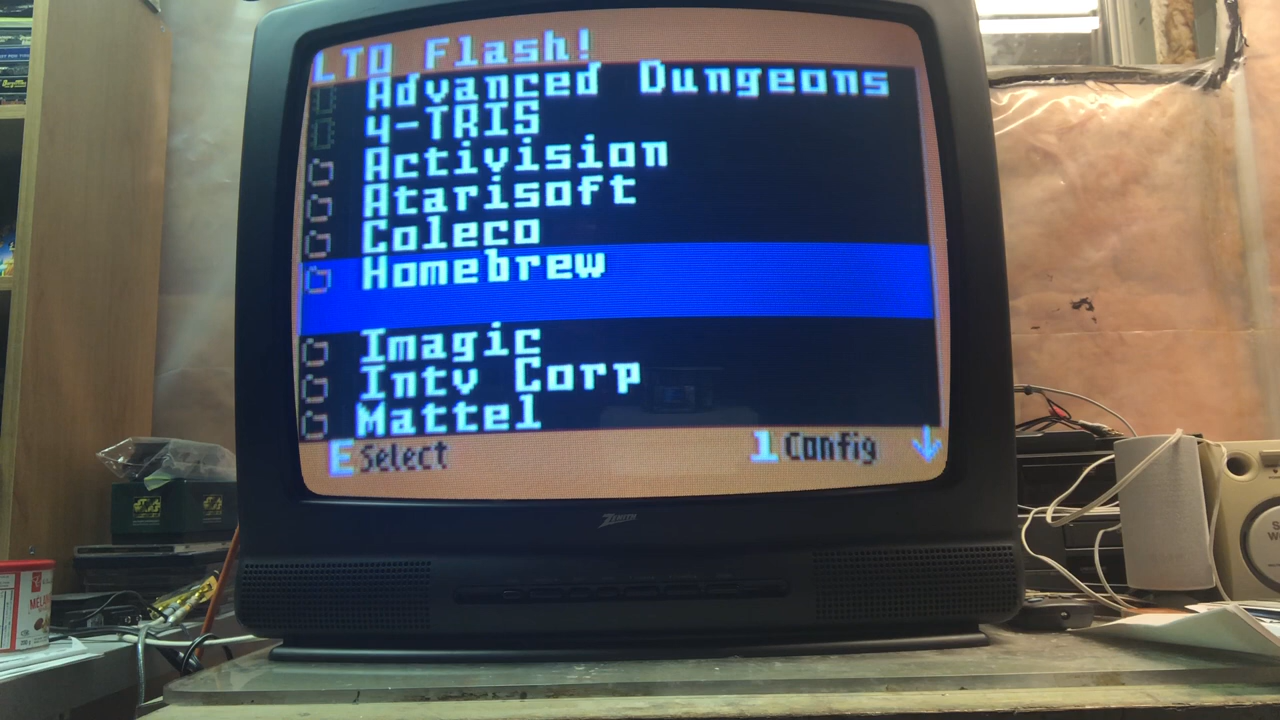 LTO Flash!
Advanced Dungeons
4-TRIS
Activision
Atarisoft
Coleco
Homebrew
Imagic
Intv Corp
Mattel
E Select
1 Config
ZENITH